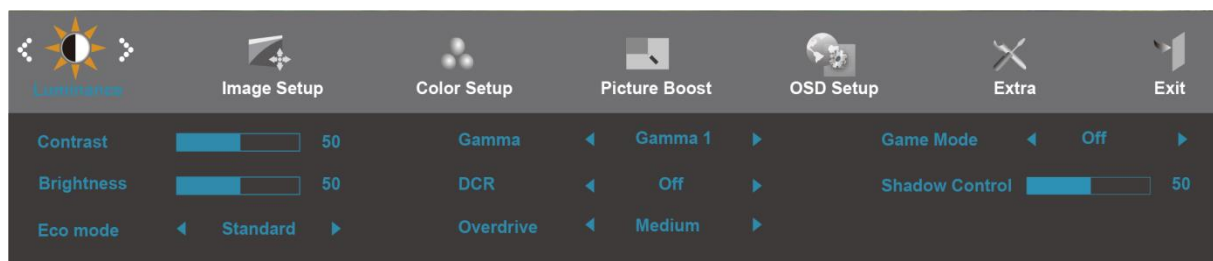 Luminance
Image Setup
Color Setup
Picture Boost
OSD Setup
Extra
Exit
Contrast 50
Gamma Gamma 1
Game Mode Off
Brightness 50
DCR Off
Shadow Control 50
Eco mode Standard
Overdrive Medium